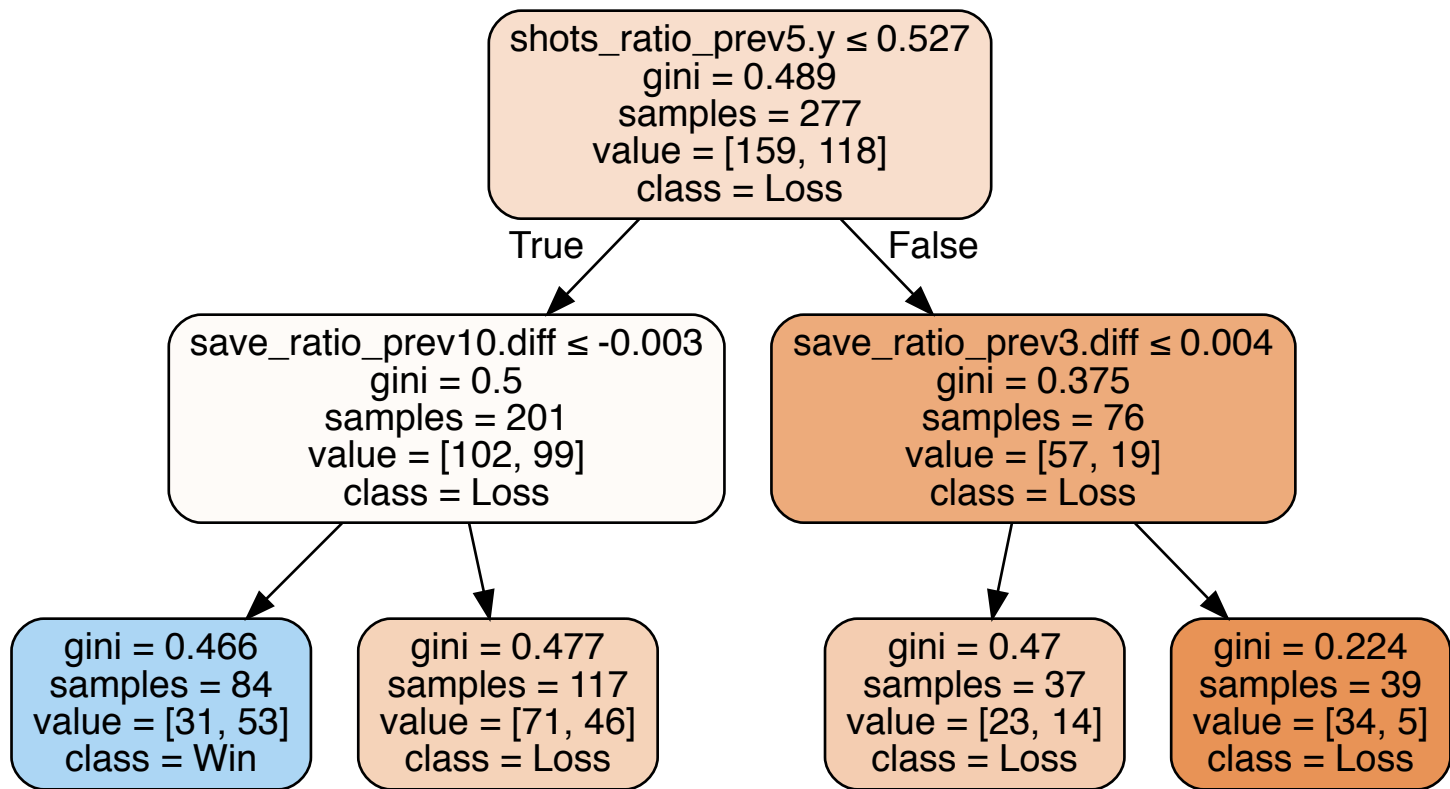 shots_ratio_prev5.y ≤ 0.527
gini = 0.489
samples = 277
value = [159, 118]
class = Loss
True
False
save_ratio_prev10.diff ≤ -0.003
gini = 0.5
samples = 201
value = [102, 99]
class = Loss
save_ratio_prev3.diff ≤ 0.004
gini = 0.375
samples = 76
value = [57, 19]
class = Loss
gini = 0.466
samples = 84
value = [31, 53]
class = Win
gini = 0.477
samples = 117
value = [71, 46]
class = Loss
gini = 0.47
samples = 37
value = [23, 14]
class = Loss
gini = 0.224
samples = 39
value = [34, 5]
class = Loss